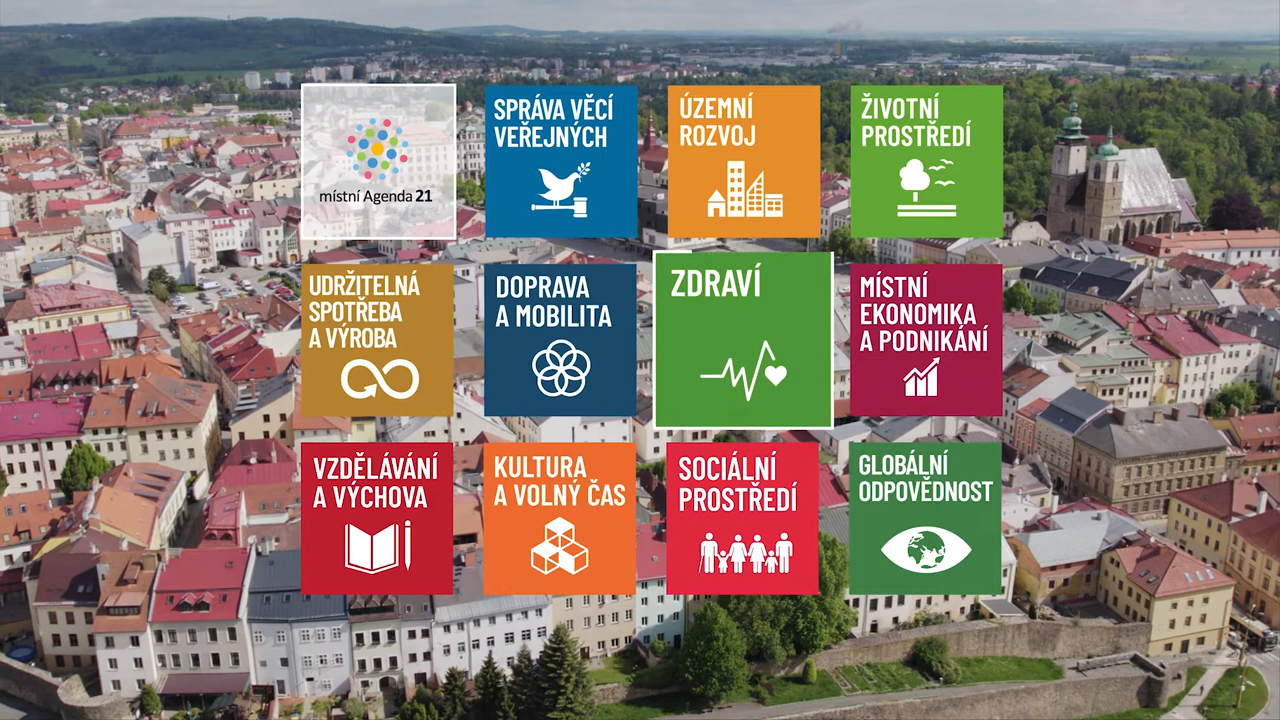 místní Agenda 21
SPRÁVA VĚCÍ
VEŘEJNÝCH
ÚZEMNÍ
ROZVOJ
ŽIVOTNÍ
PROSTŘEDÍ
UDRŽITELNÁ
SPOTŘEBA
A VÝROBA
DOPRAVA
A MOBILITA
ZDRAVÍ
MÍSTNÍ
EKONOMIKA
A PODNIKÁNÍ
VZDĚLÁVÁNÍ
A VÝCHOVA
KULTURA
A VOLNÝ ČAS
SOCIÁLNÍ
PROSTŘEDÍ
GLOBÁLNÍ
ODPOVĚDNOST